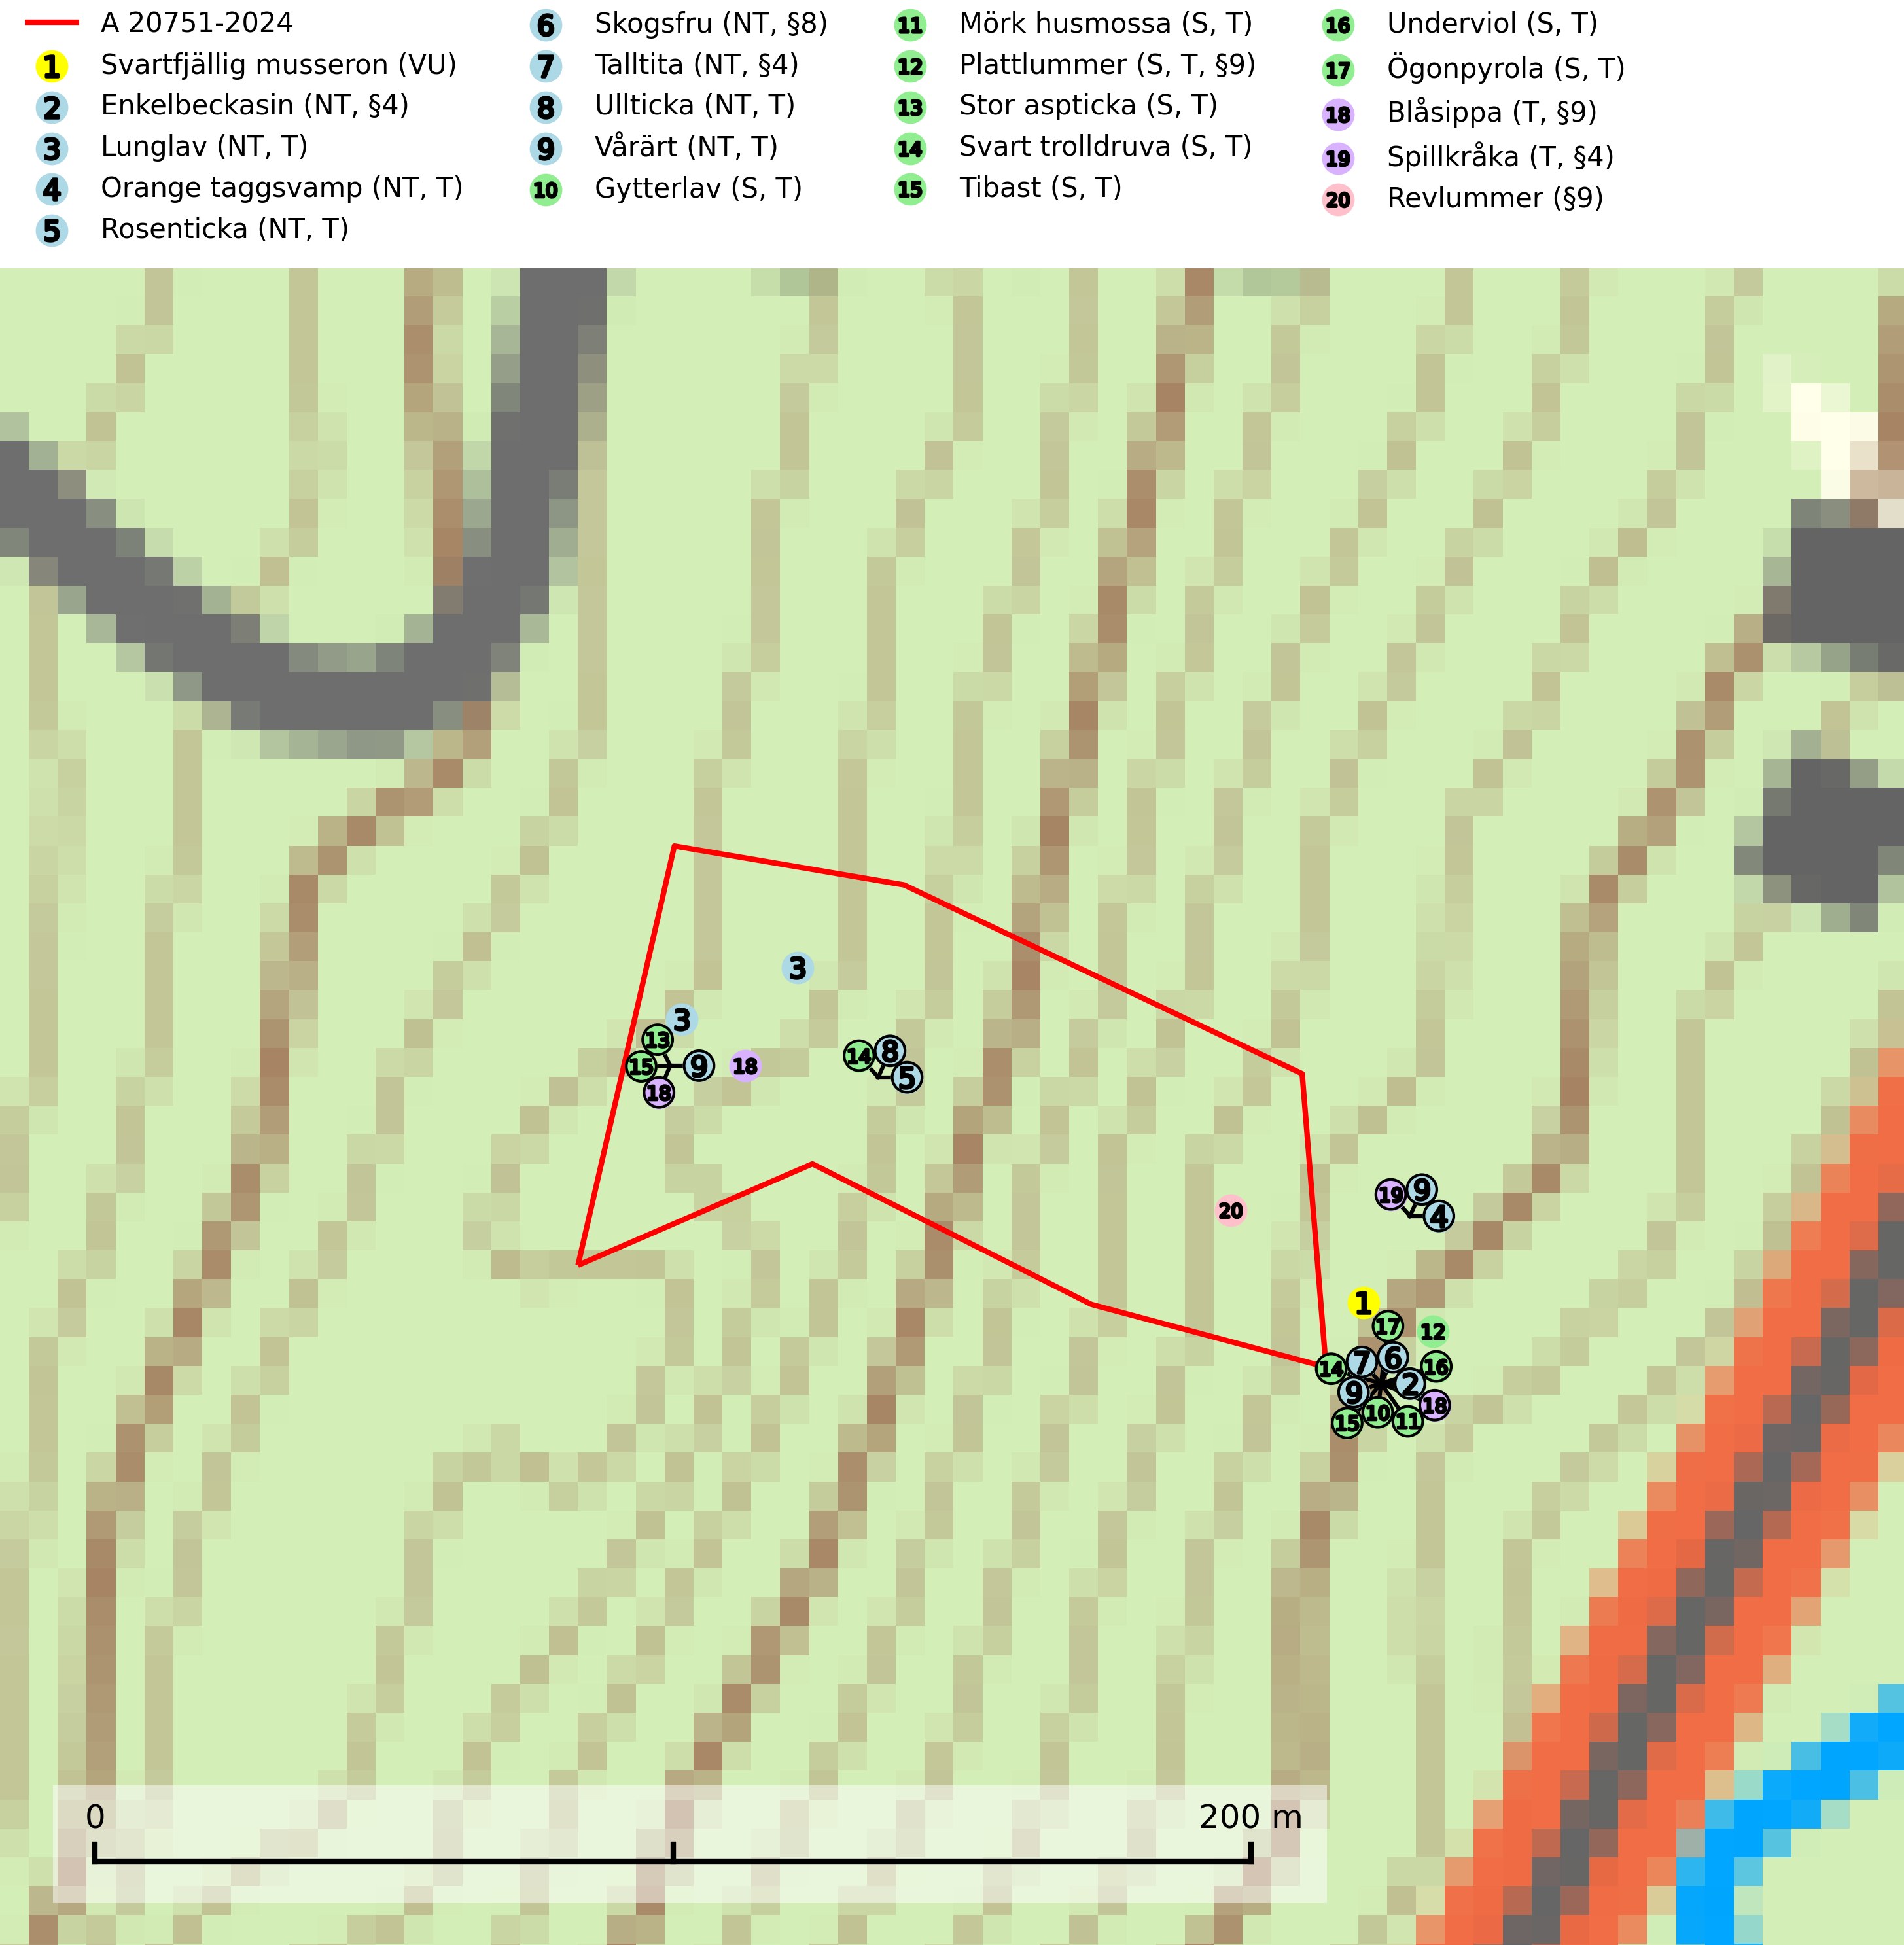 A 20751-2024
1 Svartfjällig musseron (VU)
2 Enkelbeckasin (NT, §4)
3 Lunglav (NT, T)
4 Orange taggsvamp (NT, T)
5 Rosenticka (NT, T)
6 Skogsfru (NT, §8)
7 Talltita (NT, §4)
8 Ullticka (NT, T)
9 Vårärt (NT, T)
10 Gytterlav (S, T)
11 Mörk husmossa (S, T)
12 Plattlummer (S, T, §9)
13 Stor aspticka (S, T)
14 Svart trolldruva (S, T)
15 Tibast (S, T)
16 Underviol (S, T)
17 Ögonpyrola (S, T)
18 Blåsippa (T, §9)
19 Spillkråka (T, §4)
20 Revlummer (§9)
3
3
13
15 9 18
18
14 8
5
20
19 9
4
1
17 12
14 7 6 16
9 2
18
15 10 11
0 200 m